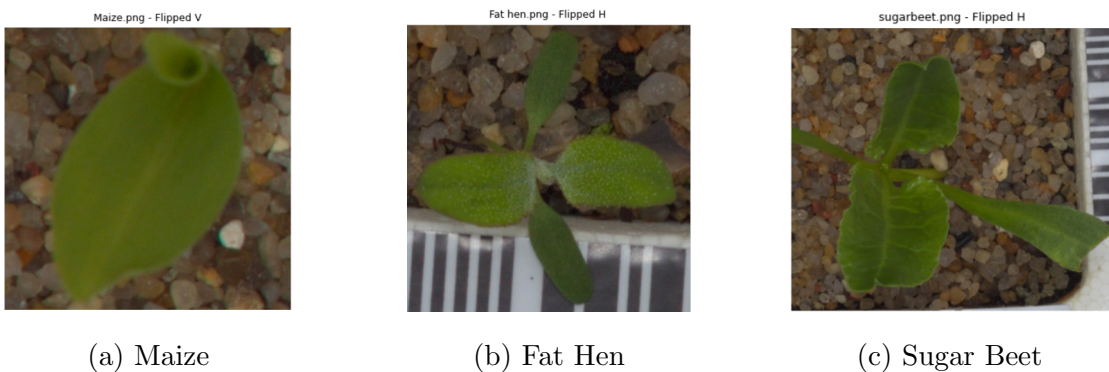 Maize.png - Flipped V
Fat hen.png - Flipped H
sugarbeet.png - Flipped H
(a) Maize
(b) Fat Hen
(c) Sugar Beet